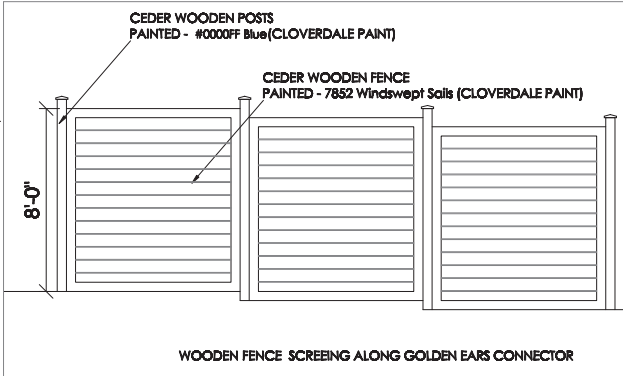 CEDER WOODEN POSTS
PAINTED - #0000FF Blue(CLOVERDALE PAINT)
CEDER WOODEN FENCE
PAINTED - 7852 Windswept Sails (CLOVERDALE PAINT)
8'-0"
WOODEN FENCE SCREEING ALONG GOLDEN EARS CONNECTOR